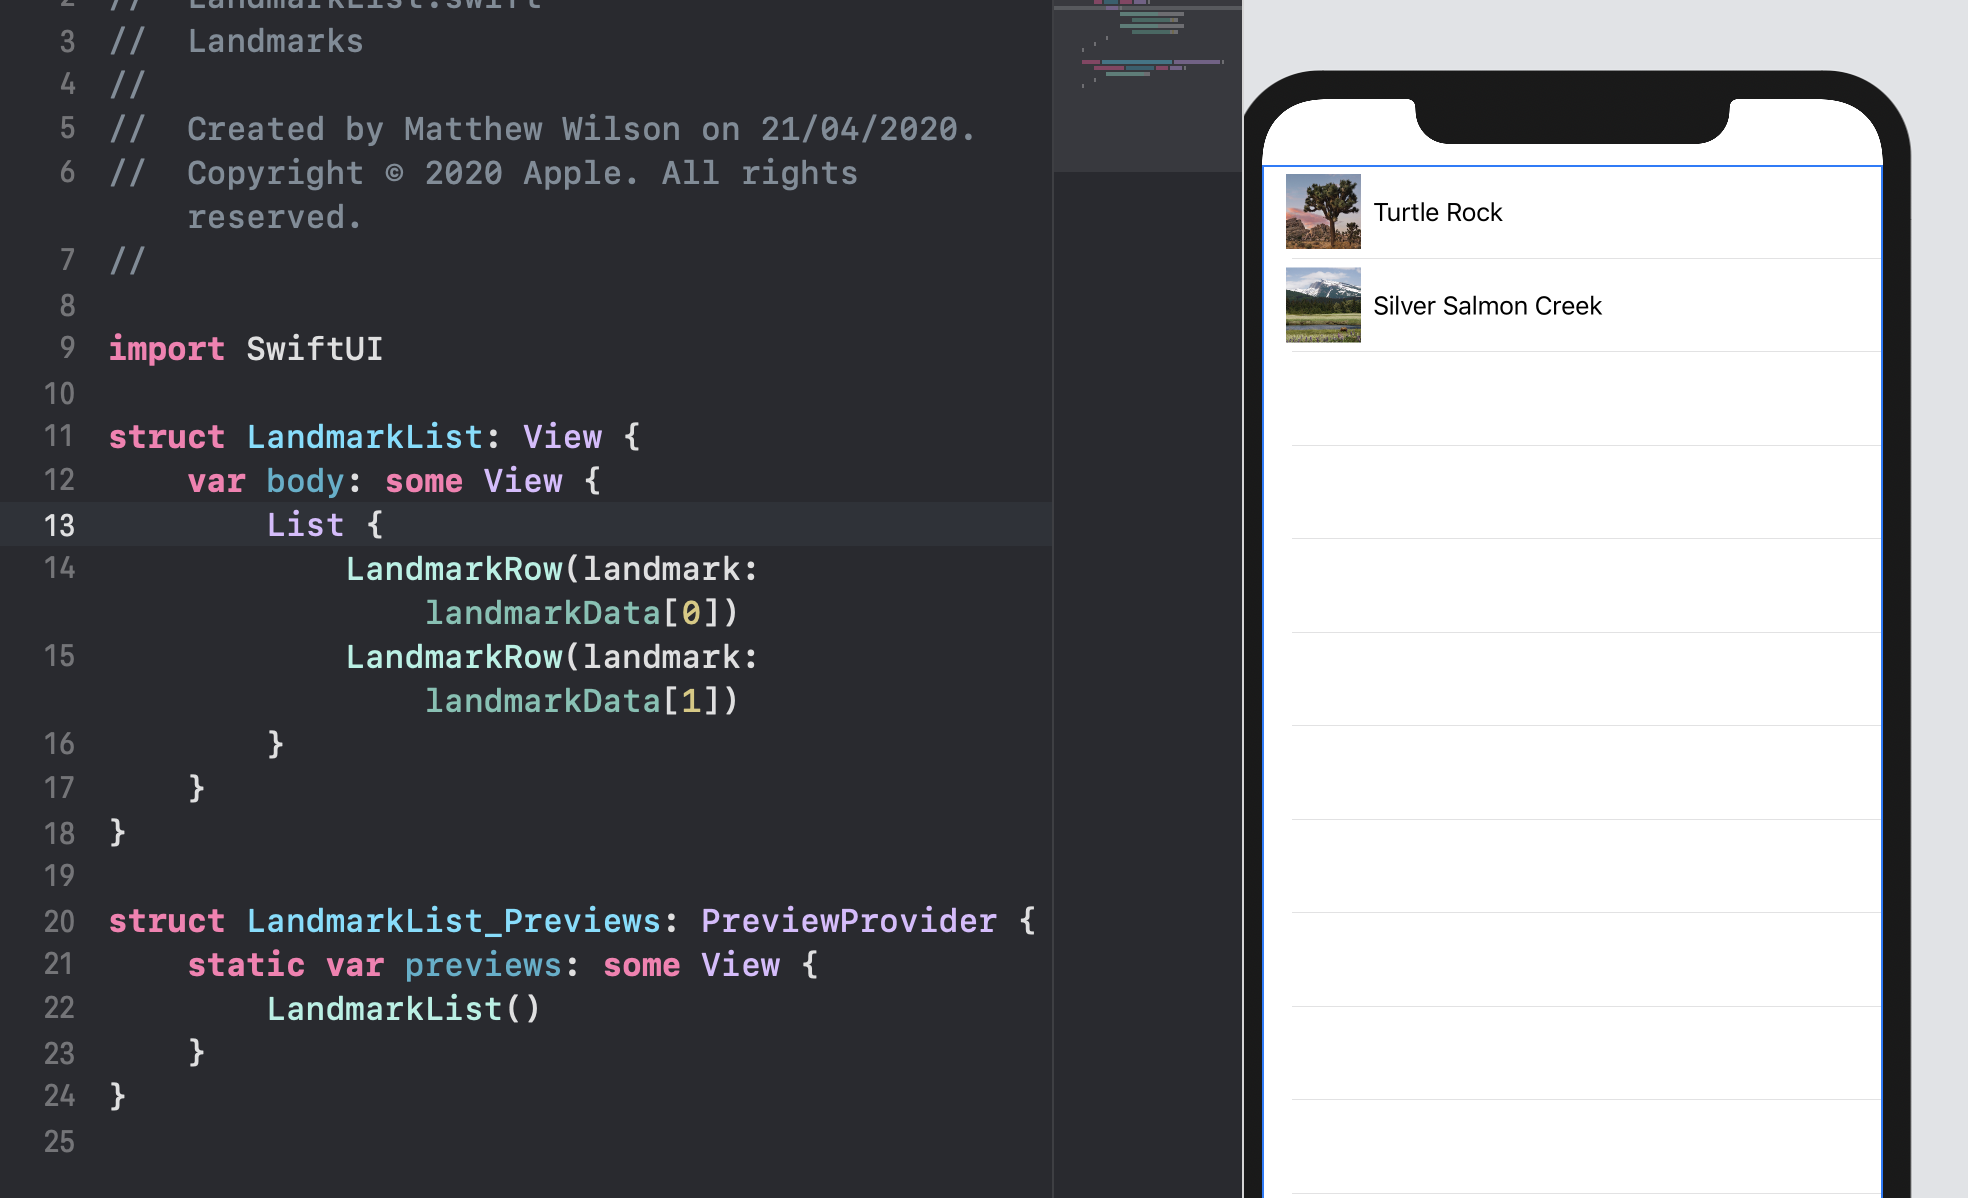 2 // LandmarkList.swift
3 // Landmarks
4 //
5 // Created by Matthew Wilson on 21/04/2020.
6 // Copyright © 2020 Apple. All rights
reserved.
7 //
8
9 import SwiftUI
10
11 struct LandmarkList: View {
12 var body: some View {
13 List {
14 LandmarkRow(landmark:
landmarkData[0])
15 LandmarkRow(landmark:
landmarkData[1])
16 }
17 }
18 }
19
20 struct LandmarkList_Previews: PreviewProvider {
21 static var previews: some View {
22 LandmarkList()
23 }
24 }
25
Turtle Rock
Silver Salmon Creek